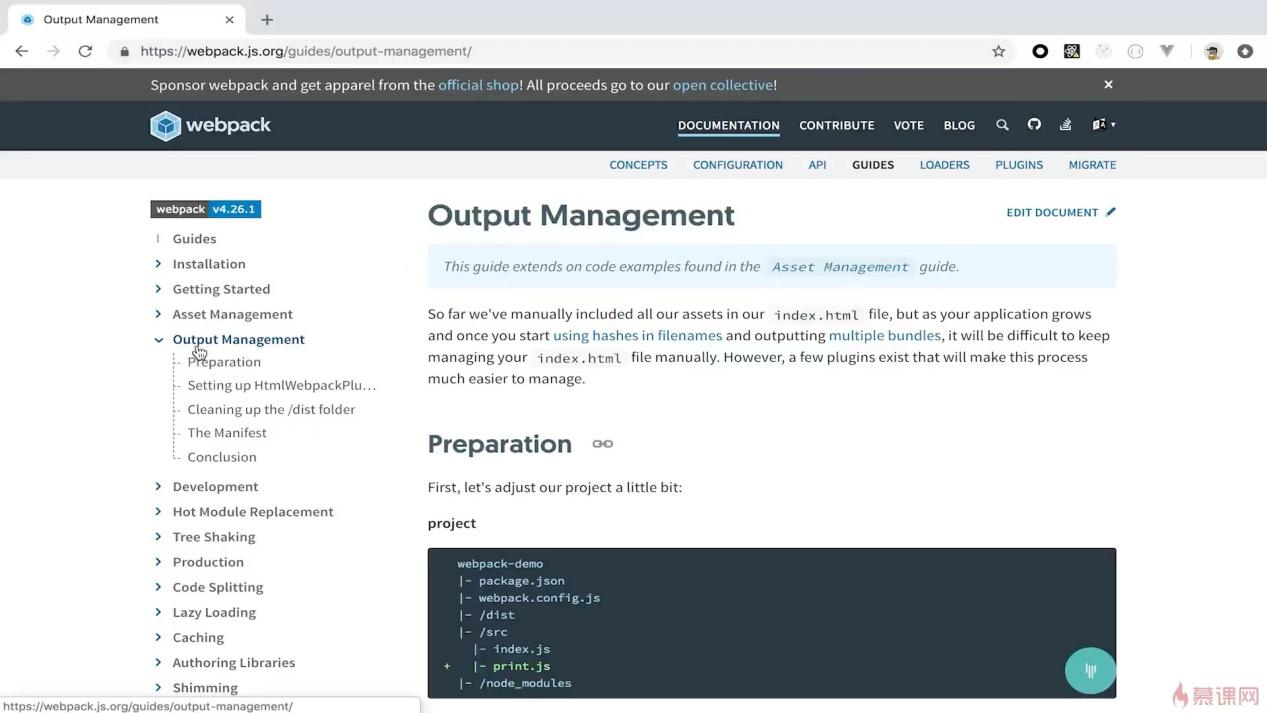 Output Management
https://webpack.js.org/guides/output-management/
Sponsor webpack and get apparel from the official shop! All proceeds go to our open collective!
webpack
DOCUMENTATION CONTRIBUTE VOTE BLOG
CONCEPTS CONFIGURATION API GUIDES LOADERS PLUGINS MIGRATE
webpack v4.26.1
Guides
Installation
Getting Started
Asset Management
Output Management
Preparation
Setting up HtmlWebpackPlu...
Cleaning up the /dist folder
The Manifest
Conclusion
Development
Hot Module Replacement
Tree Shaking
Production
Code Splitting
Lazy Loading
Caching
Authoring Libraries
Shimming
Output Management
EDIT DOCUMENT
This guide extends on code examples found in the Asset Management guide.
So far we've manually included all our assets in our index.html file, but as your application grows
and once you start using hashes in filenames and outputting multiple bundles, it will be difficult to keep
managing your index.html file manually. However, a few plugins exist that will make this process
much easier to manage.
Preparation
First, let's adjust our project a little bit:
project
webpack-demo
|- package.json
|- webpack.config.js
|- /dist
|- /src
|- index.js
+ |- print.js
|- /node_modules
https://webpack.js.org/guides/output-management/
慕课网